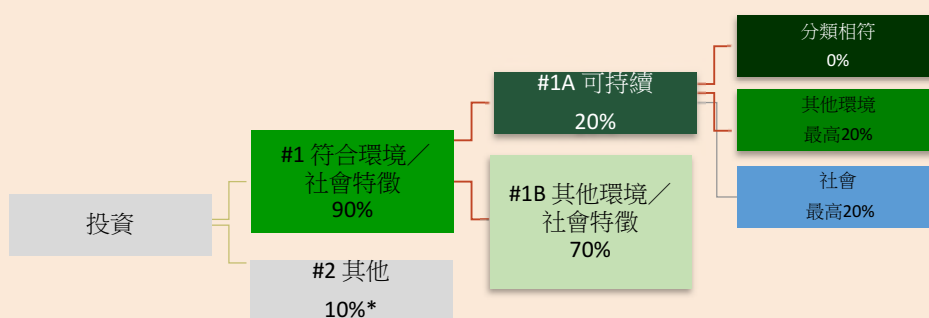 投資
#1 符合環境／
社會特徵
90%
#2 其他
10%*
#1A 可持續
20%
#1B 其他環境／
社會特徵
70%
分類相符
0%
其他環境
最高20%
社會
最高20%